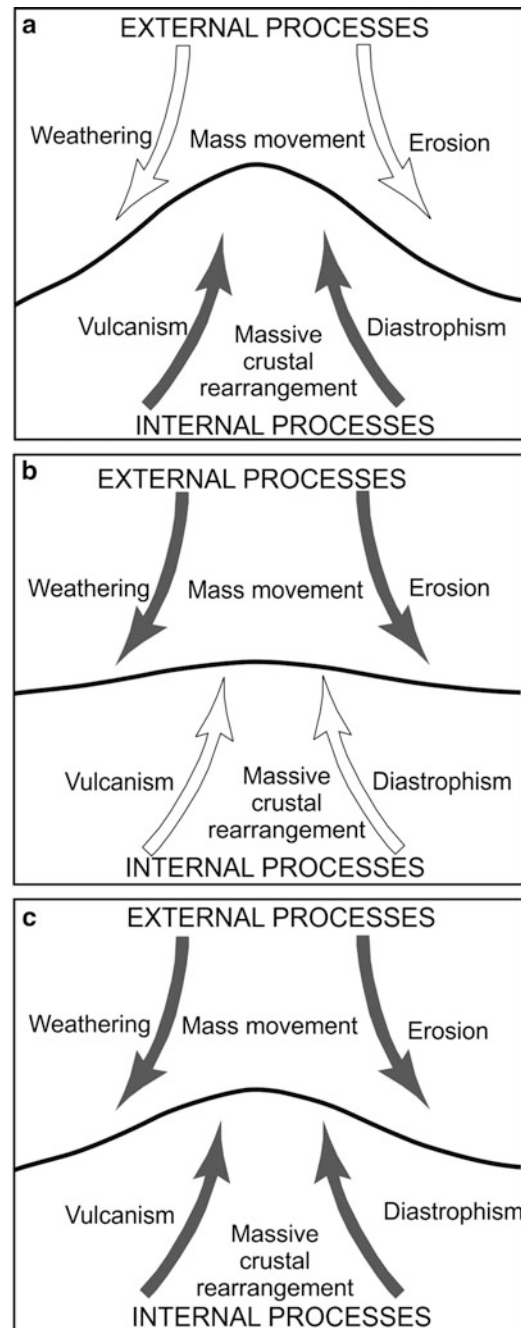 a
EXTERNAL PROCESSES
Weathering
Mass movement
Erosion
Vulcanism
Massive
crustal
rearrangement
Diastrophism
INTERNAL PROCESSES
b
EXTERNAL PROCESSES
Weathering
Mass movement
Erosion
Vulcanism
Massive
crustal
rearrangement
Diastrophism
INTERNAL PROCESSES
c
EXTERNAL PROCESSES
Weathering
Mass movement
Erosion
Vulcanism
Massive
crustal
rearrangement
Diastrophism
INTERNAL PROCESSES